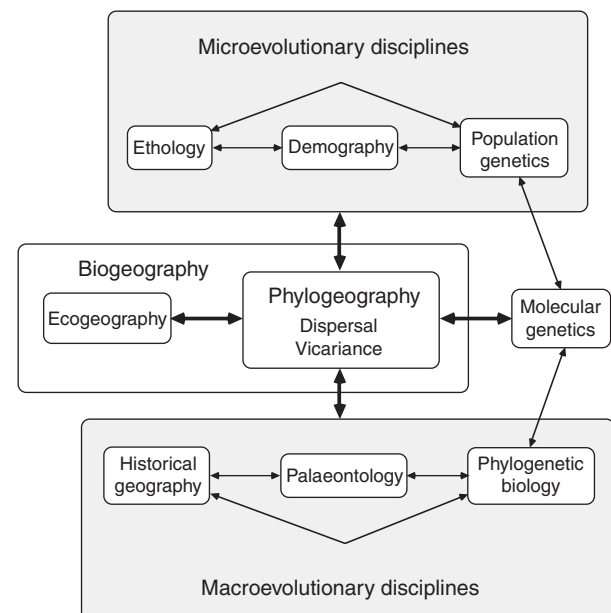 Microevolutionary disciplines
Ethology
Demography
Population
genetics
Biogeography
Ecogeography
Phylogeography
Dispersal
Vicariance
Molecular
genetics
Historical
geography
Palaeontology
Phylogenetic
biology
Macroevolutionary disciplines